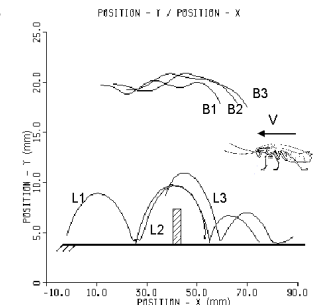 POSITION - Y / POSITION - X
POSITION - Y (mm)
25.0
20.0
15.0
10.0
5.0
0
B1
B2
B3
V
L1
L2
L3
-10.0 10.0 30.0 50.0 70.0 90.0
POSITION - X (mm)